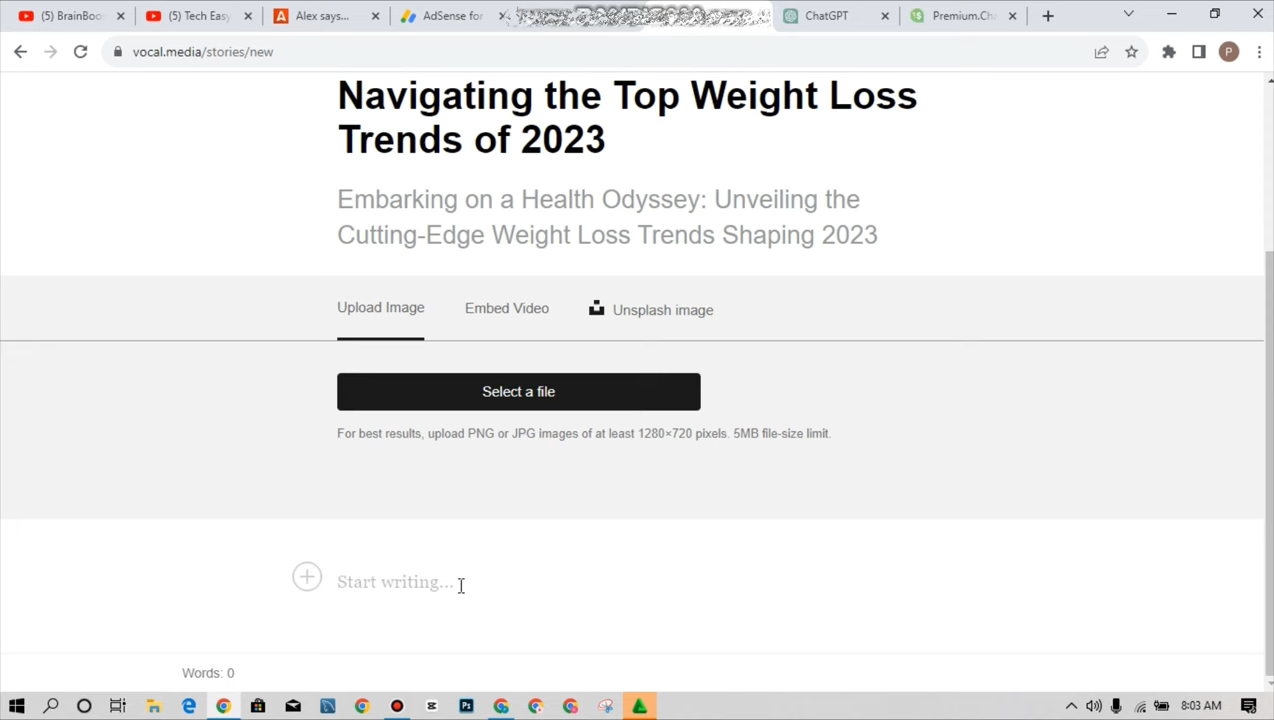 (5) BrainBoo
(5) Tech Easy
Alex says...
AdSense for
ChatGPT
Premium.Cha
vocal.media/stories/new
P
Navigating the Top Weight Loss
Trends of 2023
Embarking on a Health Odyssey: Unveiling the
Cutting-Edge Weight Loss Trends Shaping 2023
Upload Image
Embed Video
Unsplash image
Select a file
For best results, upload PNG or JPG images of at least 1280×720 pixels. 5MB file-size limit.
Start writing...
Words: 0
8:03 AM